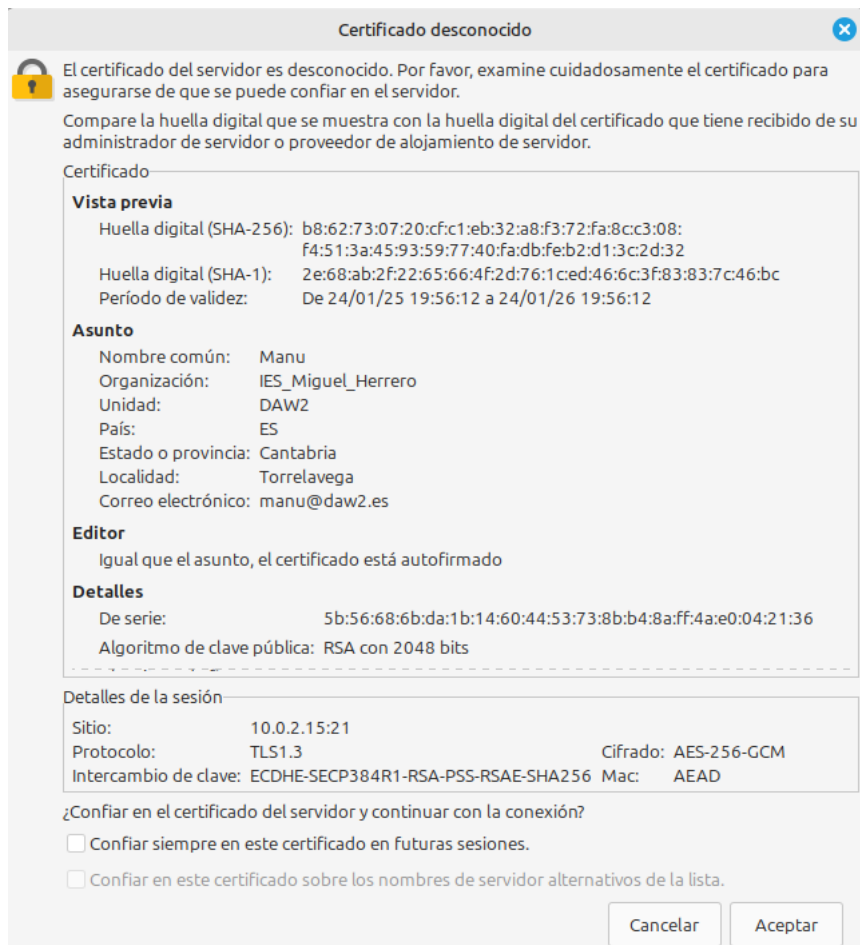 Certificado desconocido
El certificado del servidor es desconocido. Por favor, examine cuidadosamente el certificado para
asegurarse de que se puede confiar en el servidor.
Compare la huella digital que se muestra con la huella digital del certificado que tiene recibido de su
administrador de servidor o proveedor de alojamiento de servidor.
Certificado
Vista previa
Huella digital (SHA-256): b8:62:73:07:20:cf:c1:eb:32:a8:f3:72:fa:8c:c3:08:
f4:51:3a:45:93:59:77:40:fa:db:fe:b2:d1:3c:2d:32
Huella digital (SHA-1): 2e:68:ab:2f:22:65:66:4f:2d:76:1c:ed:46:6c:3f:83:83:7c:46:bc
Período de validez: De 24/01/25 19:56:12 a 24/01/26 19:56:12
Asunto
Nombre común: Manu
Organización: IES_Miguel_Herrero
Unidad: DAW2
País: ES
Estado o provincia: Cantabria
Localidad: Torrelavega
Correo electrónico: manu@daw2.es
Editor
Igual que el asunto, el certificado está autofirmado
Detalles
De serie: 5b:56:68:6b:da:1b:14:60:44:53:73:8b:b4:8a:ff:4a:e0:04:21:36
Algoritmo de clave pública: RSA con 2048 bits
Detalles de la sesión
Sitio: 10.0.2.15:21
Protocolo: TLS1.3 Cifrado: AES-256-GCM
Intercambio de clave: ECDHE-SECP384R1-RSA-PSS-RSAE-SHA256 Mac: AEAD
¿Confiar en el certificado del servidor y continuar con la conexión?
Confiar siempre en este certificado en futuras sesiones.
Confiar en este certificado sobre los nombres de servidor alternativos de la lista.
Cancelar Aceptar